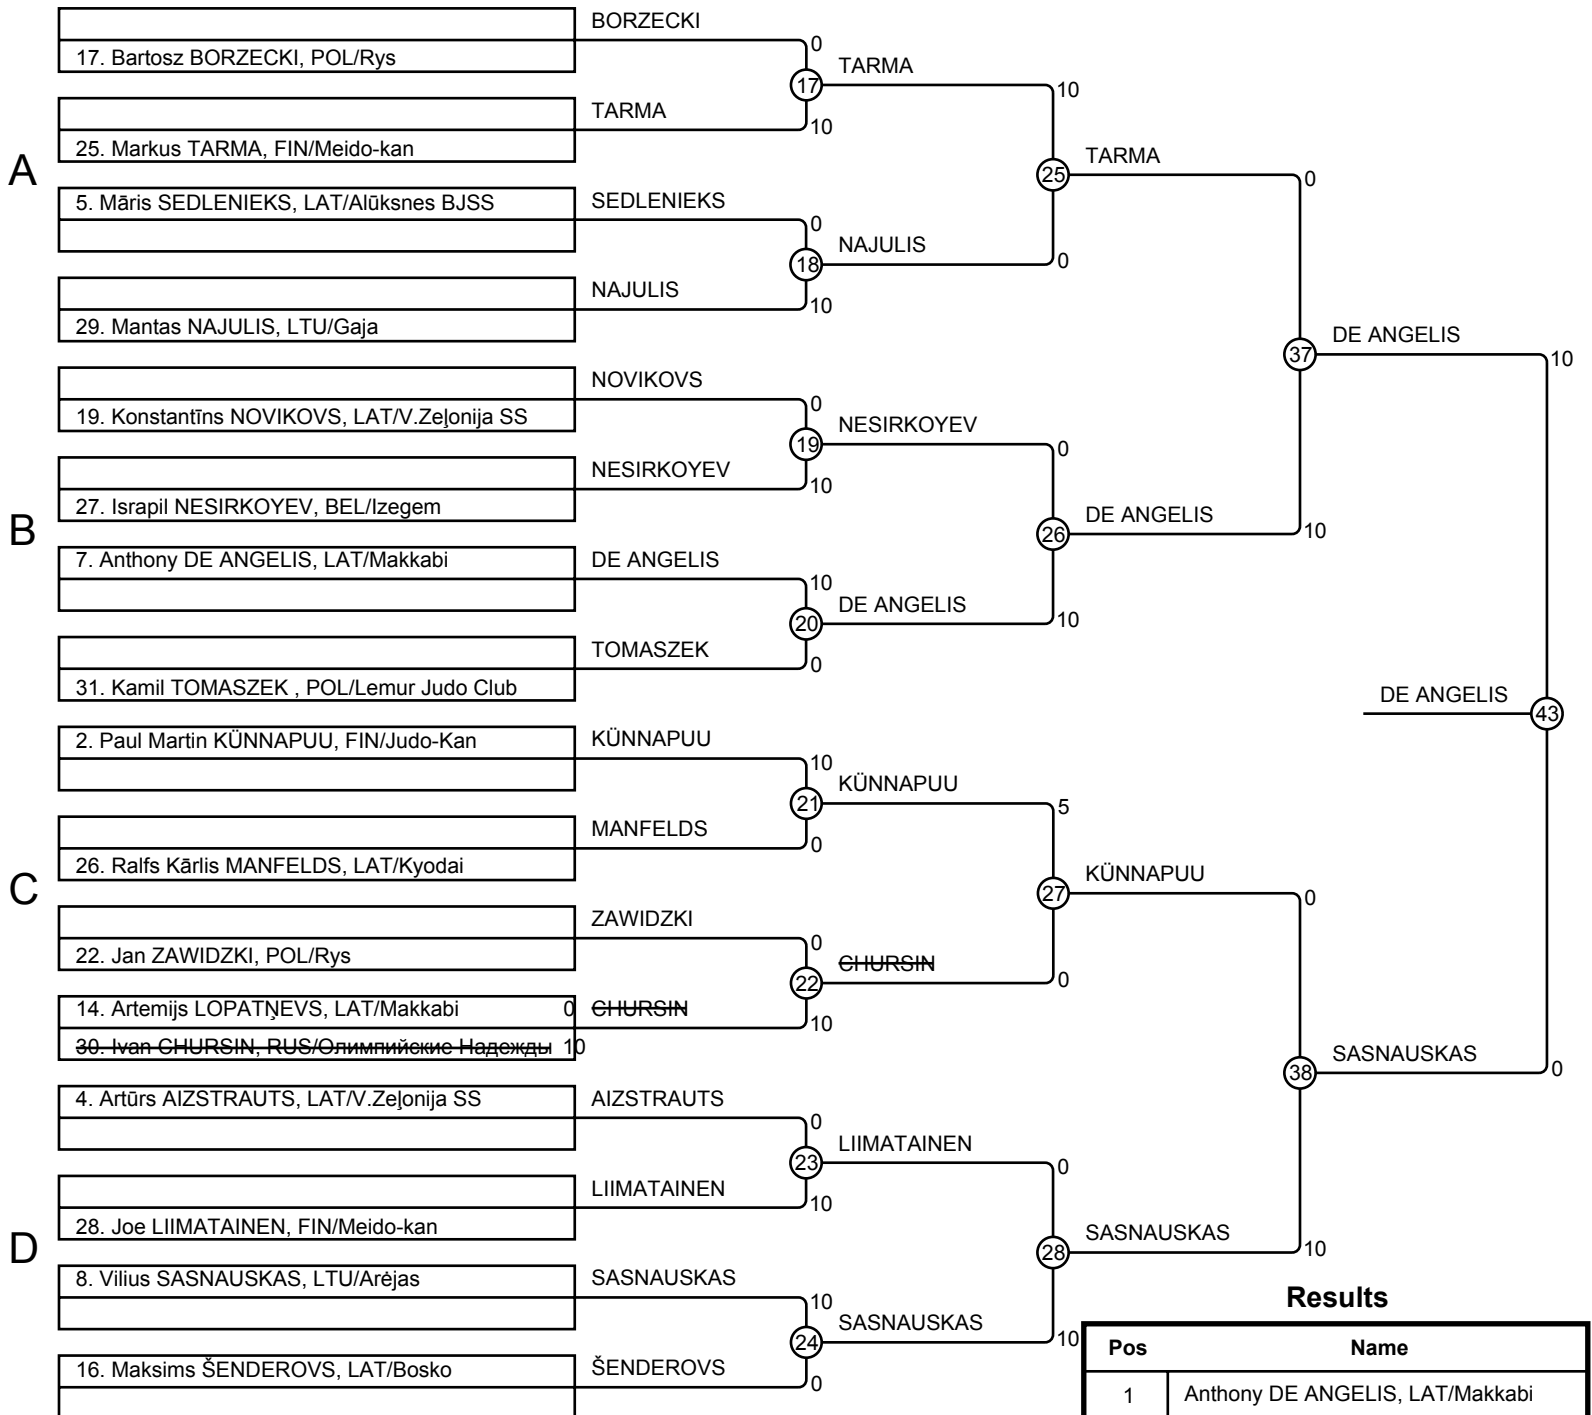 BORZECKI
17. Bartosz BORZECKI, POL/Rys
0
17
TARMA
10
TARMA
10
25. Markus TARMA, FIN/Meido-kan
A
25
TARMA
0
5. Māris SEDLENIEKS, LAT/Alūksnes BJSS
SEDLENIEKS
0
18
NAJULIS
0
NAJULIS
10
29. Mantas NAJULIS, LTU/Gaja
37
DE ANGELIS
10
NOVIKOVS
19. Konstantīns NOVIKOVS, LAT/V.Zeļonija SS
0
19
NESIRKOYEV
0
NESIRKOYEV
10
27. Israpil NESIRKOYEV, BEL/Izegem
B
26
DE ANGELIS
10
7. Anthony DE ANGELIS, LAT/Makkabi
DE ANGELIS
10
20
DE ANGELIS
10
TOMASZEK
0
31. Kamil TOMASZEK , POL/Lemur Judo Club
DE ANGELIS
43
2. Paul Martin KÜNNAPUU, FIN/Judo-Kan
KÜNNAPUU
10
21
KÜNNAPUU
5
MANFELDS
0
26. Ralfs Kārlis MANFELDS, LAT/Kyodai
C
27
KÜNNAPUU
0
ZAWIDZKI
22. Jan ZAWIDZKI, POL/Rys
0
22
CHURSIN
0
14. Artemijs LOPATŅEVS, LAT/Makkabi 0
CHURSIN
10
30. Ivan CHURSIN, RUS/Олимпийские Надежды 10
38
SASNAUSKAS
0
4. Artūrs AIZSTRAUTS, LAT/V.Zeļonija SS
AIZSTRAUTS
0
23
LIIMATAINEN
0
LIIMATAINEN
10
28. Joe LIIMATAINEN, FIN/Meido-kan
D
28
SASNAUSKAS
10
8. Vilius SASNAUSKAS, LTU/Arėjas
SASNAUSKAS
10
24
SASNAUSKAS
10
16. Maksims ŠENDEROVS, LAT/Bosko
ŠENDEROVS
0
Results
Pos Name
1 Anthony DE ANGELIS, LAT/Makkabi